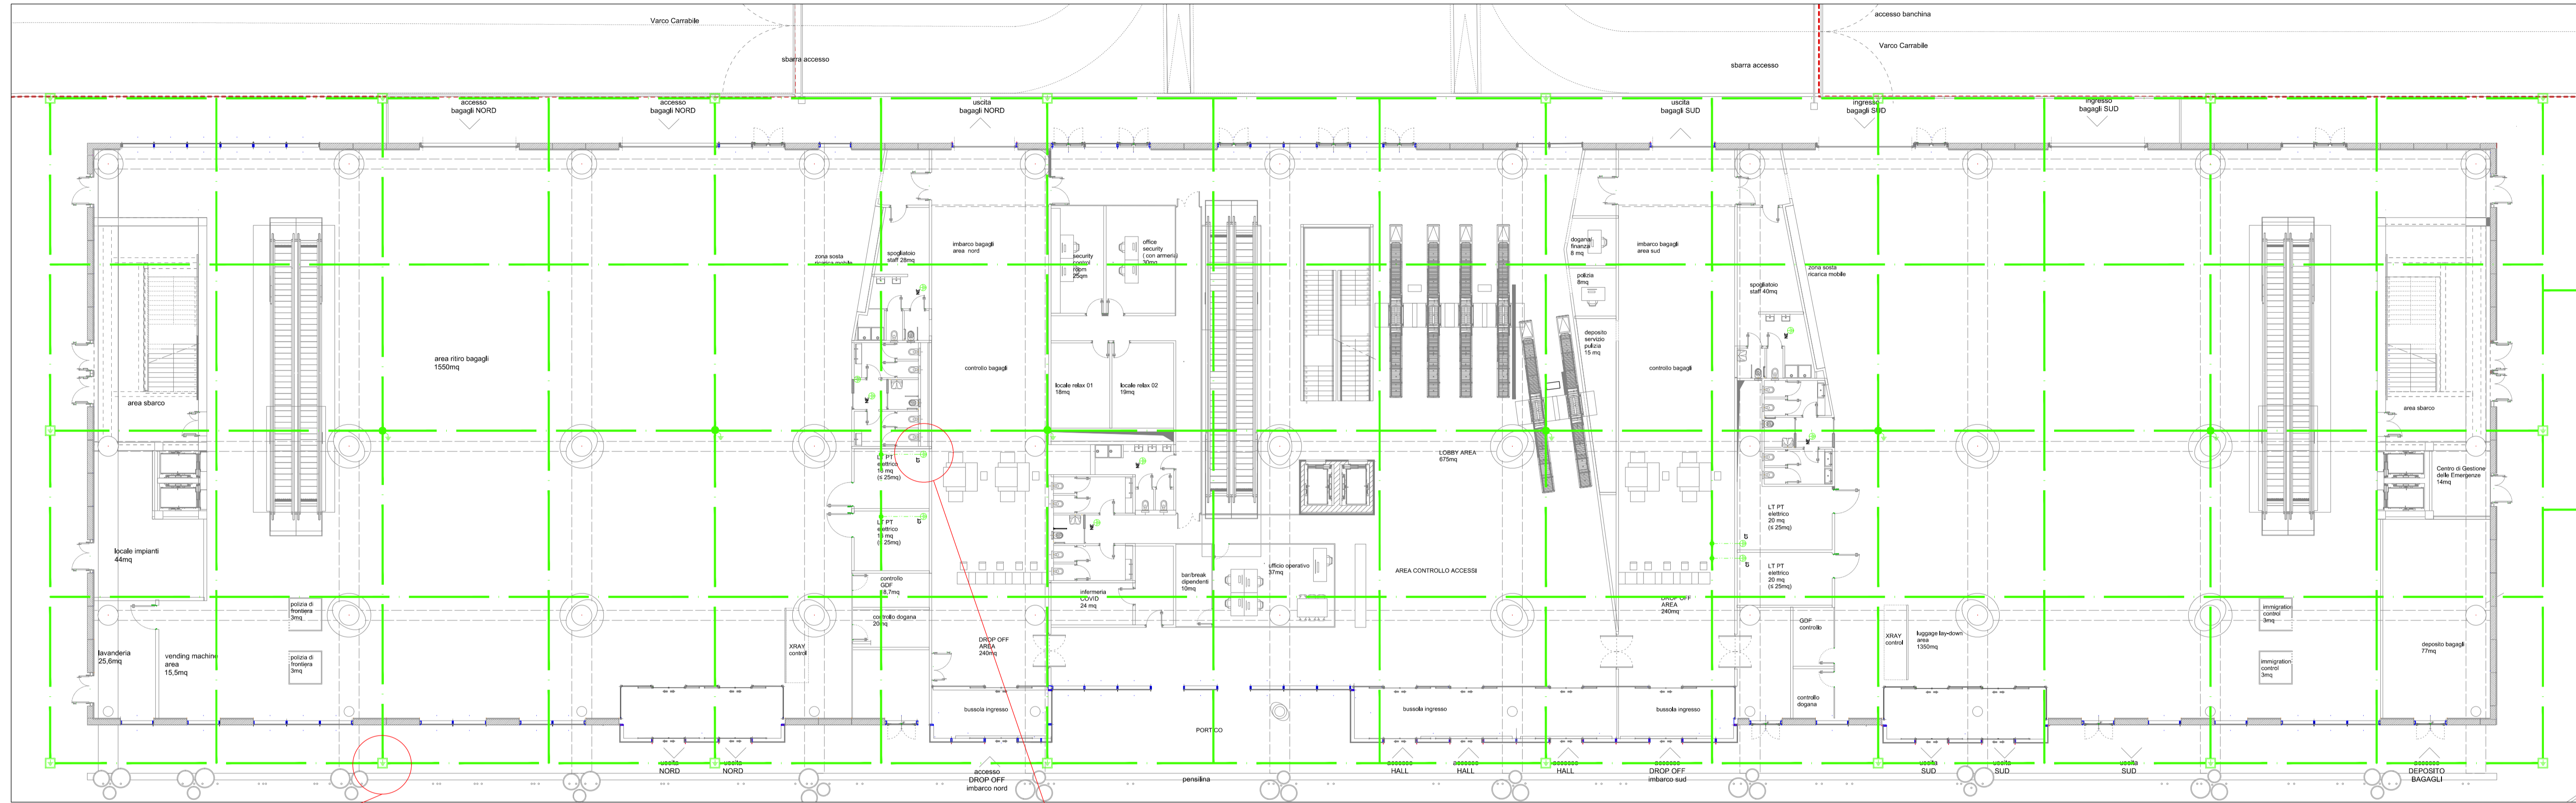 Varco Carrabile
accesso banchina
Varco Carrabile
sbarra accesso
sbarra accesso
accesso
bagagli NORD
accesso
bagagli NORD
uscita
bagagli NORD
uscita
bagagli SUD
ingresso
bagagli SUD
ingresso
bagagli SUD
zona sosta
ricarica mobile
spogliatoio
staff 28mq
imbarco bagagli
area nord
security
control
room
25qm
office
security
( con armeria)
30mq
dogana/
finanza
8 mq
polizia
8mq
imbarco bagagli
area sud
spogliatoio
staff 40mq
zona sosta
ricarica mobile
deposito
servizio
pulizia
15 mq
area ritiro bagagli
1550mq
controllo bagagli
locale relax 01
18mq
locale relax 02
19mq
controllo bagagli
area sbarco
area sbarco
LOBBY AREA
675mq
LT PT
elettrico
(≤ 25mq)
Centro di Gestione
delle Emergenze
14mq
LT PT
elettrico
(≤ 25mq)
LT PT
elettrico
20 mq
(≤ 25mq)
locale impianti
44mq
controllo
GDF
bar/break
dipendenti
10mq
ufficio operativo
37mq
AREA CONTROLLO ACCESSI
LT PT
elettrico
20 mq
(≤ 25mq)
infermeria
COVID
24 mq
polizia di
frontiera
3mq
DROP OFF
AREA
240mq
immigration
control
3mq
controllo dogana
GDF
controllo
lavanderia
25,6mq
vending machine
area
15,5mq
polizia di
frontiera
3mq
XRAY
control
DROP OFF
AREA
240mq
XRAY
control
luggage lay-down
area
1350mq
immigration
control
3mq
deposito bagagli
77mq
bussola ingresso
bussola ingresso
bussola ingresso
controllo
dogana
PORTICO
uscita
NORD
uscita
NORD
accesso
DROP OFF
imbarco nord
pensilina
accesso
HALL
accesso
HALL
accesso
HALL
accesso
DROP OFF
imbarco sud
uscita
SUD
uscita
SUD
uscita
SUD
accesso
DEPOSITO
BAGAGLI